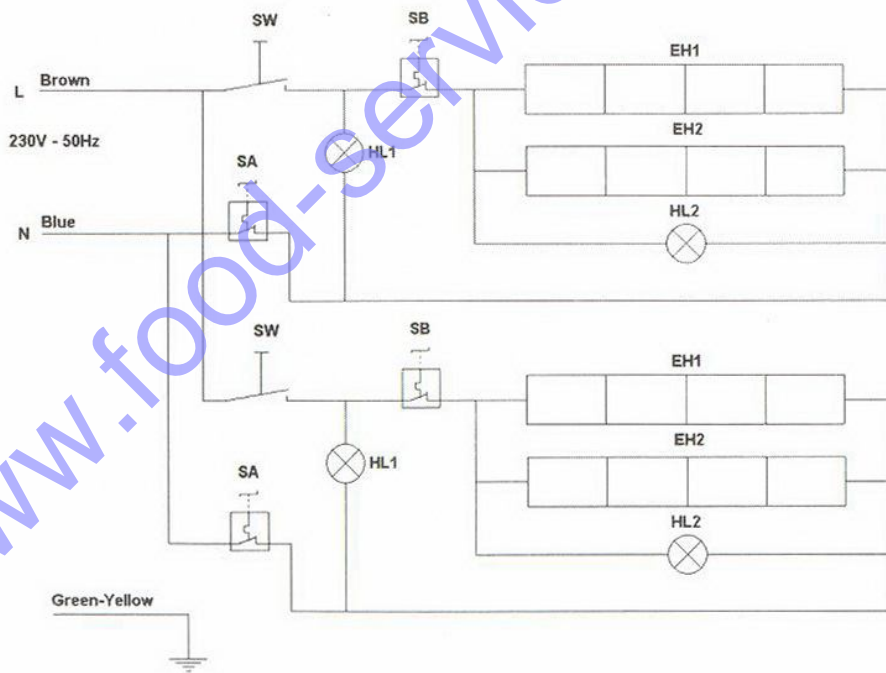 SW
SB
EH1
L
Brown
230V - 50Hz
HL1
EH2
SA
HL2
N
Blue
SW
SB
EH1
EH2
HL1
SA
HL2
Green-Yellow
www.food-servic